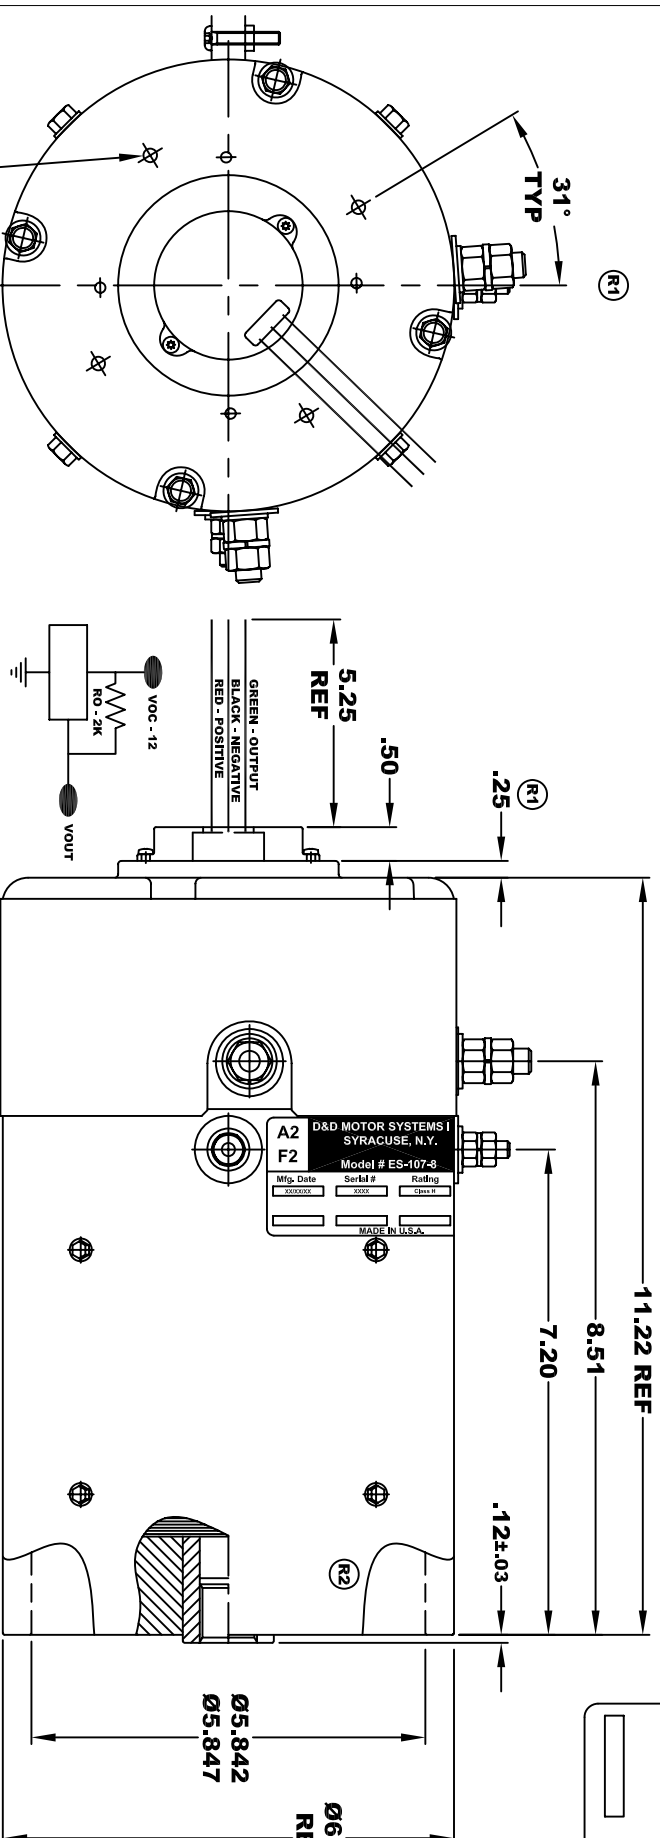 31°
TYP
R1
5.25
REF
.50
.25
R1
GREEN - OUTPUT
BLACK - NEGATIVE
RED - POSITIVE
VOC - 12
RO - 2K
VOUT
11.22 REF
8.51
7.20
.12±.03
R2
A2
F2
D&D MOTOR SYSTEMS I
SYRACUSE, N.Y.
Model # ES-107-8
Mfg. Date Serial # Rating
XX/XX/XX XXXX Class H
MADE IN U.S.A.
Ø5.842
Ø5.847
Ø6